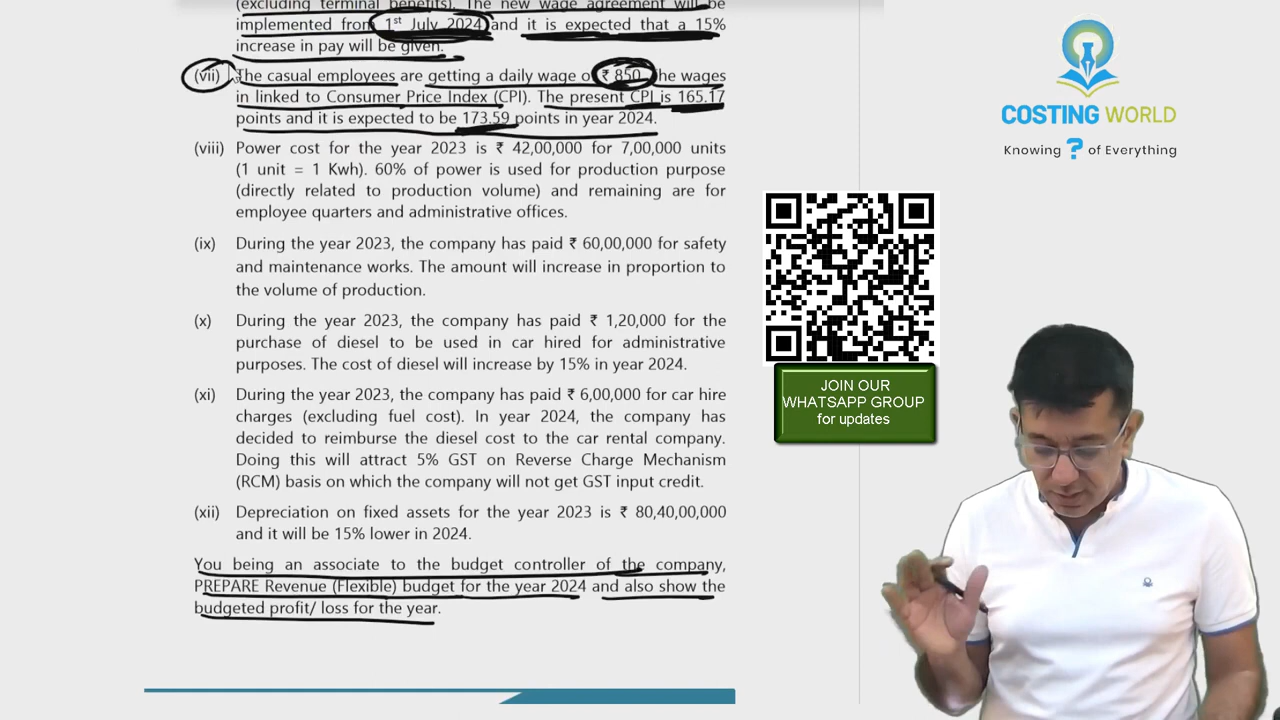 (excluding terminal benefits). The new wage agreement will be
implemented from 1st July 2024 and it is expected that a 15%
increase in pay will be given.
(vii) The casual employees are getting a daily wage of ₹ 850. The wages
in linked to Consumer Price Index (CPI). The present CPI is 165.17
points and it is expected to be 173.59 points in year 2024.
(viii) Power cost for the year 2023 is ₹ 42,00,000 for 7,00,000 units
(1 unit = 1 Kwh). 60% of power is used for production purpose
(directly related to production volume) and remaining are for
employee quarters and administrative offices.
(ix) During the year 2023, the company has paid ₹ 60,00,000 for safety
and maintenance works. The amount will increase in proportion to
the volume of production.
(x) During the year 2023, the company has paid ₹ 1,20,000 for the
purchase of diesel to be used in car hired for administrative
purposes. The cost of diesel will increase by 15% in year 2024.
(xi) During the year 2023, the company has paid ₹ 6,00,000 for car hire
charges (excluding fuel cost). In year 2024, the company has
decided to reimburse the diesel cost to the car rental company.
Doing this will attract 5% GST on Reverse Charge Mechanism
(RCM) basis on which the company will not get GST input credit.
(xii) Depreciation on fixed assets for the year 2023 is ₹ 80,40,00,000
and it will be 15% lower in 2024.
You being an associate to the budget controller of the company,
PREPARE Revenue (Flexible) budget for the year 2024 and also show the
budgeted profit/ loss for the year.
COSTING WORLD
Knowing ? of Everything
JOIN OUR
WHATSAPP GROUP
for updates